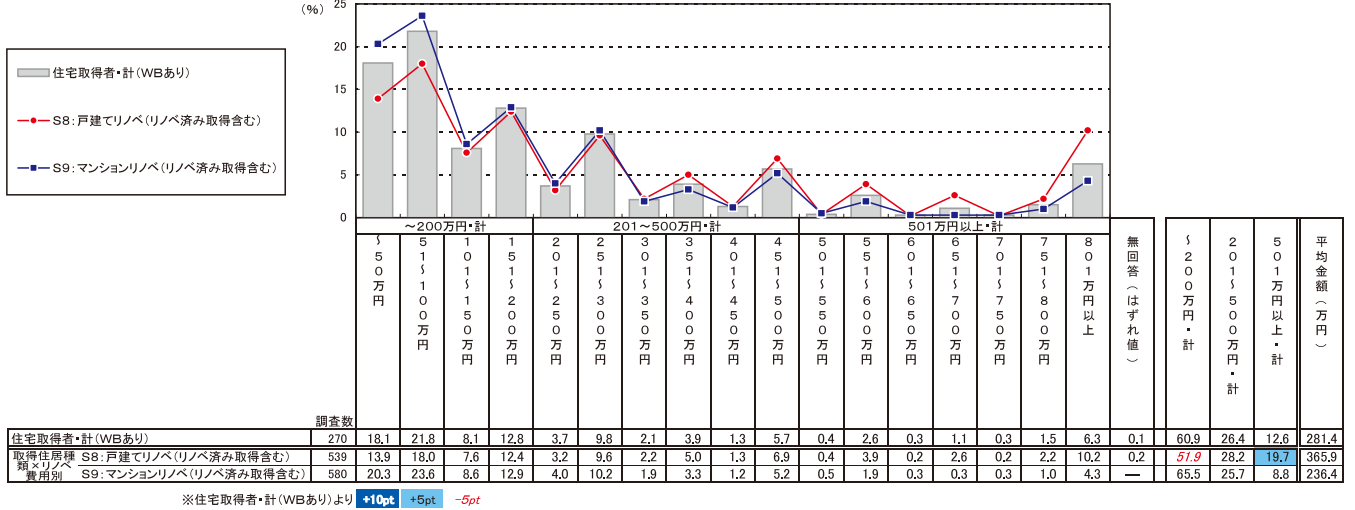 (%)
25
20
15
10
5
0
住宅取得者・計(WBあり)
S8:戸建てリノベ(リノベ済み取得含む)
S9:マンションリノベ(リノベ済み取得含む)
～200万円・計 201～500万円・計 501万円以上・計
～50万円 51～100万円 101～150万円 151～200万円 201～250万円 251～300万円 301～350万円 351～400万円 401～450万円 451～500万円 501～550万円 551～600万円 601～650万円 651～700万円 701～750万円 751～800万円 801万円以上 無回答(はずれ値) ～200万円・計 201～500万円・計 501万円以上・計 平均金額(万円)
調査数
住宅取得者・計(WBあり) 270 18.1 21.8 8.1 12.8 3.7 9.8 2.1 3.9 1.3 5.7 0.4 2.6 0.3 1.1 0.3 1.5 6.3 0.1 60.9 26.4 12.6 281.4
取得住居種類×リノベ費用別
S8:戸建てリノベ(リノベ済み取得含む) 539 13.9 18.0 7.6 12.4 3.2 9.6 2.2 5.0 1.3 6.9 0.4 3.9 0.2 2.6 0.2 2.2 10.2 0.2 51.9 28.2 19.7 365.9
S9:マンションリノベ(リノベ済み取得含む) 580 20.3 23.6 8.6 12.9 4.0 10.2 1.9 3.3 1.2 5.2 0.5 1.9 0.3 0.3 0.3 1.0 4.3 — 65.5 25.7 8.8 236.4
※住宅取得者・計(WBあり)より +10pt +5pt -5pt